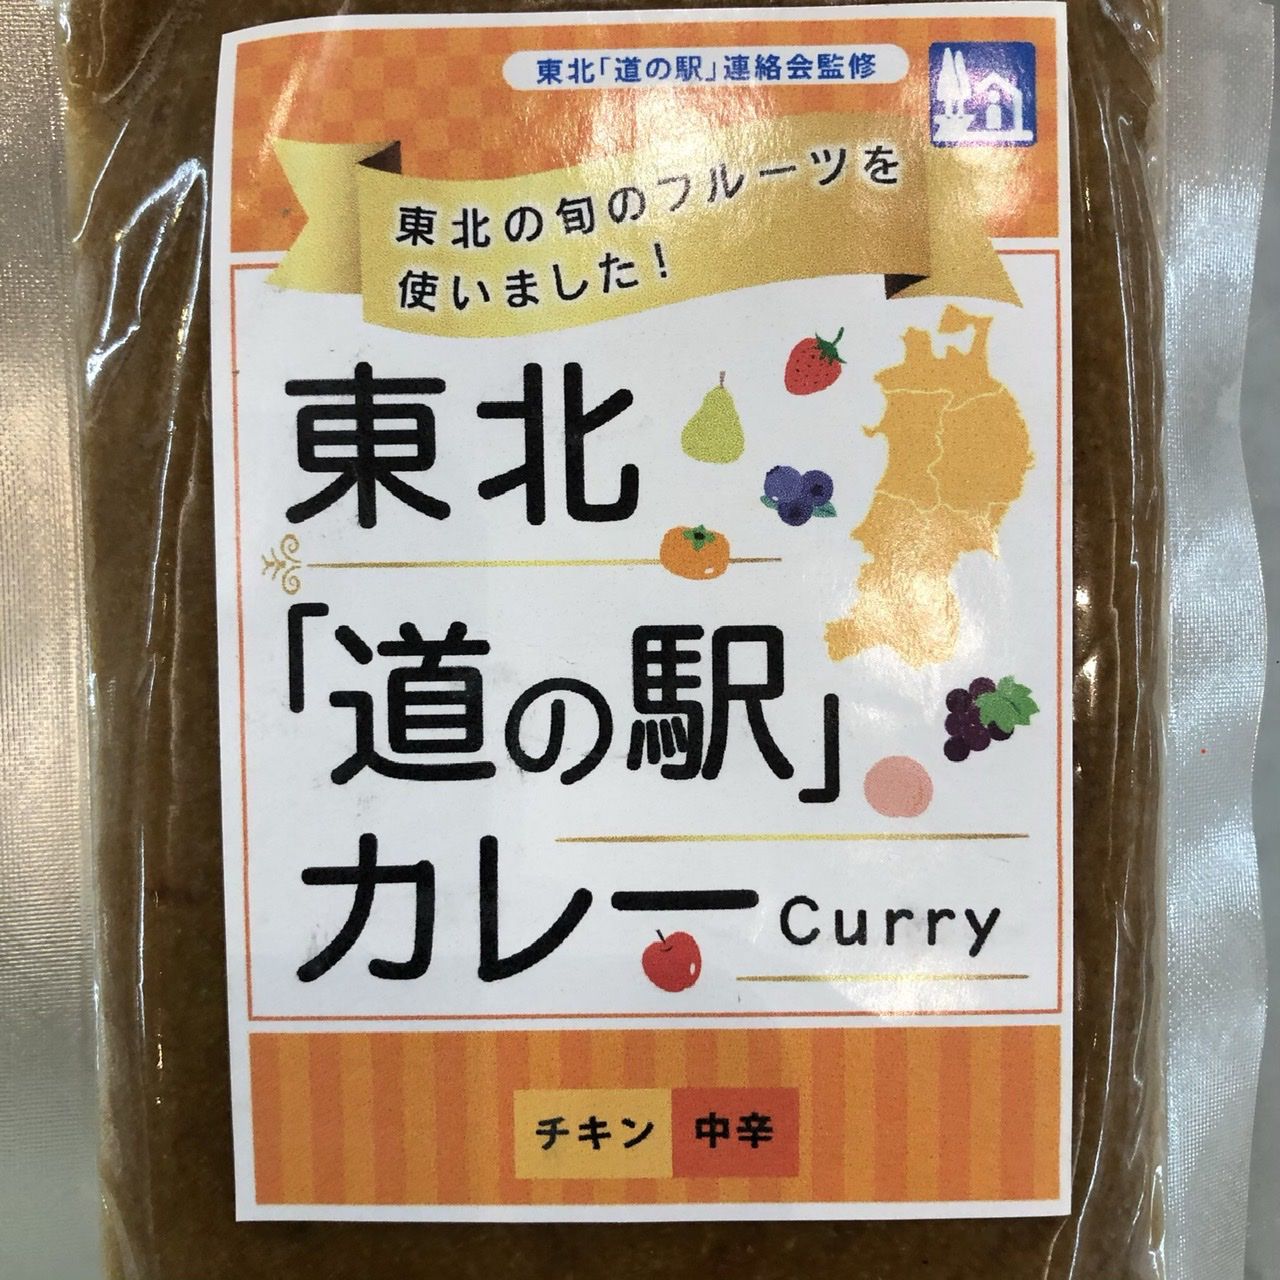 東北「道の駅」連絡会監修
東北の旬のフルーツを
使いました!
東北
「道の駅」
カレー Curry
チキン 中辛